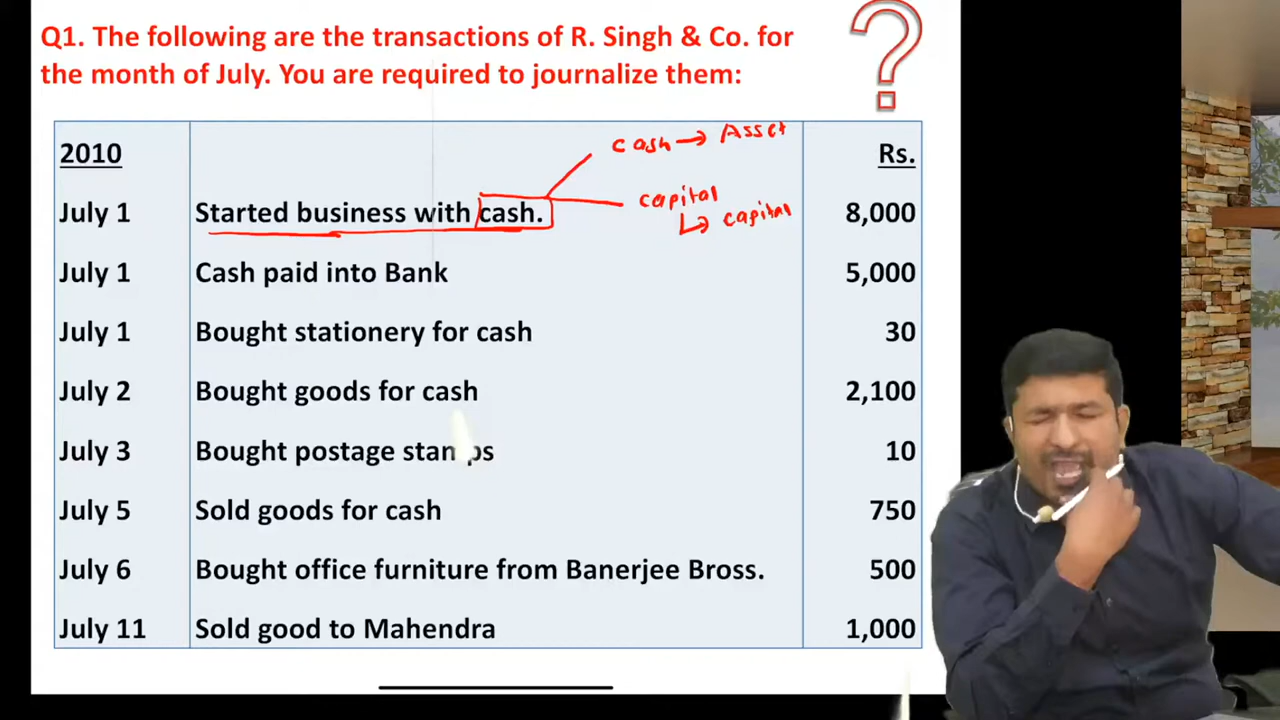 Q1. The following are the transactions of R. Singh & Co. for
the month of July. You are required to journalize them:
?
cash → Asset
2010 Rs.
capital
July 1 Started business with cash. 8,000
↳ capital
July 1 Cash paid into Bank 5,000
July 1 Bought stationery for cash 30
July 2 Bought goods for cash 2,100
July 3 Bought postage stamps 10
July 5 Sold goods for cash 750
July 6 Bought office furniture from Banerjee Bross. 500
July 11 Sold good to Mahendra 1,000